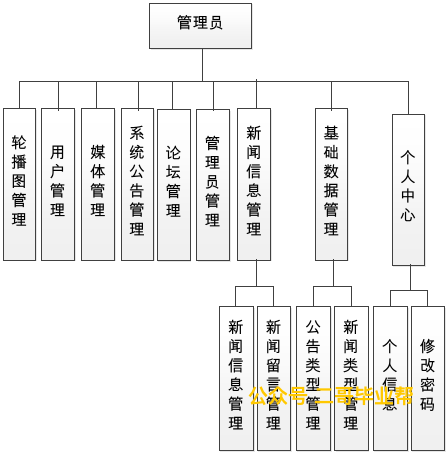 管理员
轮播图管理
用户管理
媒体管理
系统公告管理
论坛管理
管理员管理
新闻信息管理
基础数据管理
个人中心
新闻信息管理
新闻留言管理
公告类型管理
新闻类型管理
个人信息
修改密码
公众号:二哥毕业帮